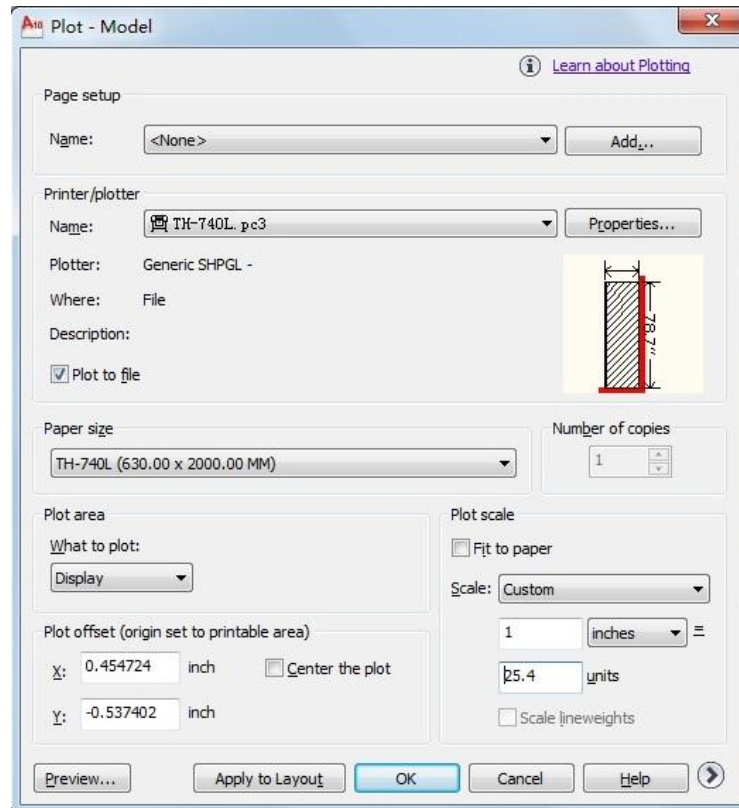 A10 Plot - Model
X
i Learn about Plotting
Page setup
Name: <None> Add...
Printer/plotter
Name: TH-740L.pc3 Properties...
Plotter: Generic SHPGL -
Where: File
Description:
Plot to file
78.7''
Paper size
TH-740L (630.00 x 2000.00 MM)
Number of copies
1
Plot area
What to plot:
Display
Plot scale
Fit to paper
Scale: Custom
1 inches =
25.4 units
Scale lineweights
Plot offset (origin set to printable area)
X: 0.454724 inch Center the plot
Y: -0.537402 inch
Preview... Apply to Layout OK Cancel Help